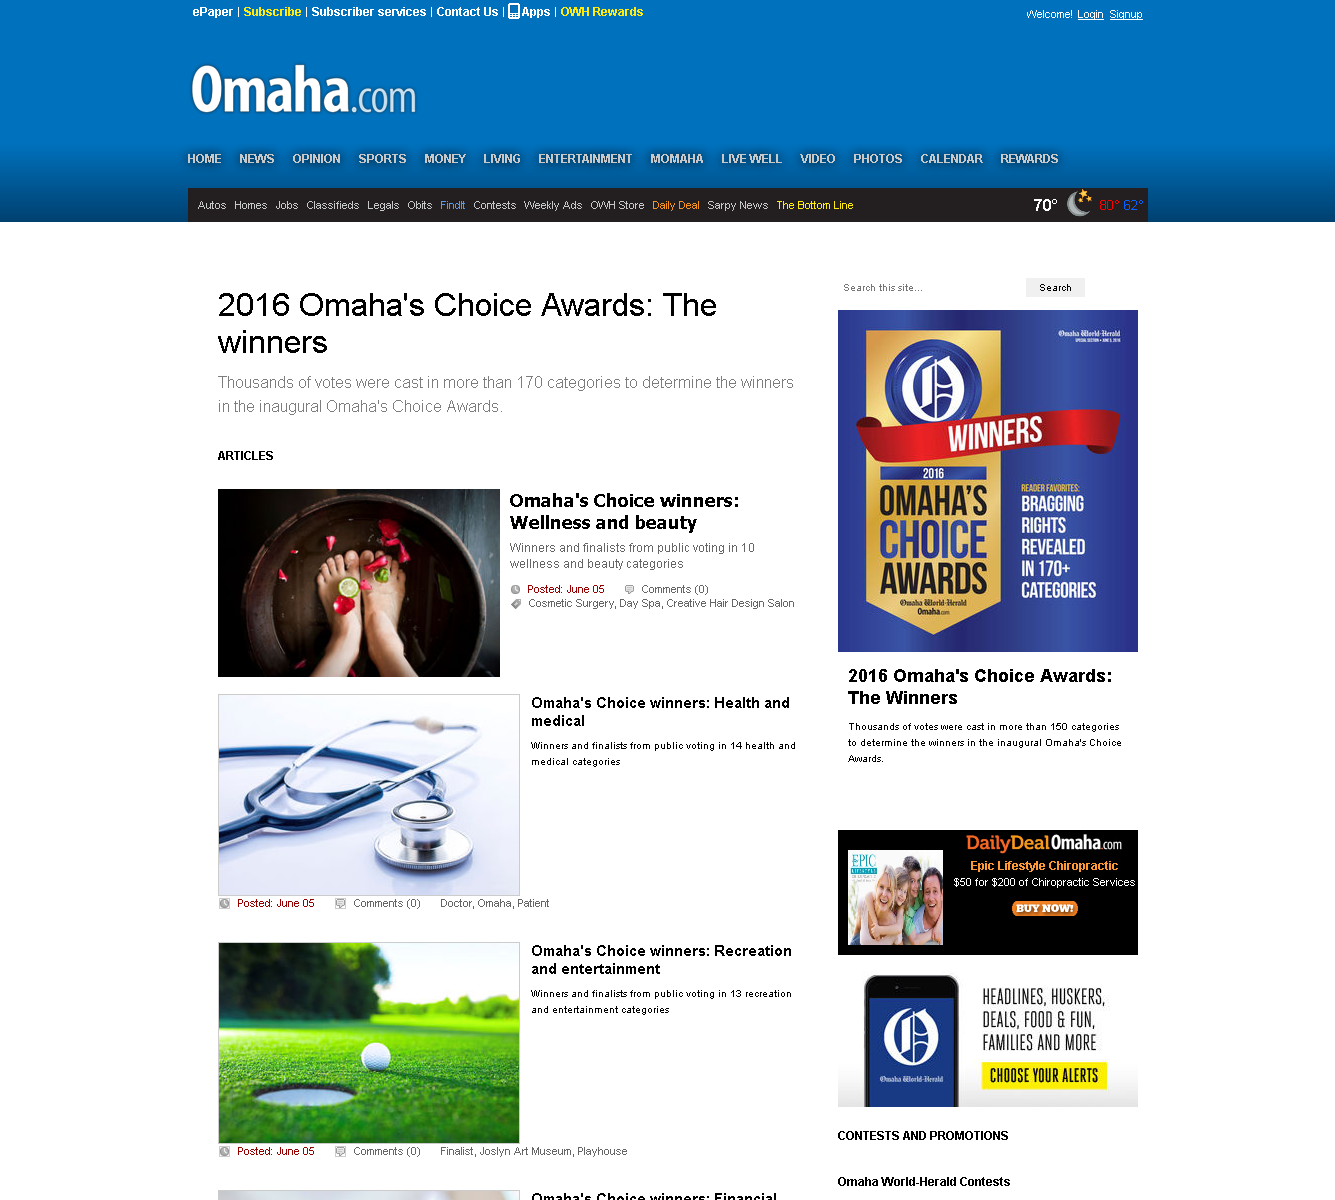 ePaper | Subscribe | Subscriber services | Contact Us | Apps | OWH Rewards
Welcome! Login Signup
Omaha.com
HOME NEWS OPINION SPORTS MONEY LIVING ENTERTAINMENT MOMAHA LIVE WELL VIDEO PHOTOS CALENDAR REWARDS
Autos Homes Jobs Classifieds Legals Obits FindIt Contests Weekly Ads OWH Store Daily Deal Sarpy News The Bottom Line
70° 80° 62°
2016 Omaha's Choice Awards: The
winners
Thousands of votes were cast in more than 170 categories to determine the winners
in the inaugural Omaha's Choice Awards.
ARTICLES
Omaha's Choice winners:
Wellness and beauty
Winners and finalists from public voting in 10
wellness and beauty categories
Posted: June 05 Comments (0)
Cosmetic Surgery, Day Spa, Creative Hair Design Salon
Omaha's Choice winners: Health and
medical
Winners and finalists from public voting in 14 health and
medical categories
Posted: June 05 Comments (0) Doctor, Omaha, Patient
Omaha's Choice winners: Recreation
and entertainment
Winners and finalists from public voting in 13 recreation
and entertainment categories
Posted: June 05 Comments (0) Finalist, Joslyn Art Museum, Playhouse
Omaha's Choice winners: Financial
Search this site... Search
Omaha World-Herald
SPECIAL SECTION • JUNE 5, 2016
O
WINNERS
2016
OMAHA'S
CHOICE
AWARDS
Omaha World-Herald
Omaha.com
READER FAVORITES:
BRAGGING
RIGHTS
REVEALED
IN 170+
CATEGORIES
2016 Omaha's Choice Awards:
The Winners
Thousands of votes were cast in more than 150 categories
to determine the winners in the inaugural Omaha's Choice
Awards.
DailyDealOmaha.com
EPIC
Epic Lifestyle Chiropractic
$50 for $200 of Chiropractic Services
BUY NOW!
O
Omaha World-Herald
HEADLINES, HUSKERS,
DEALS, FOOD & FUN,
FAMILIES AND MORE
CHOOSE YOUR ALERTS
CONTESTS AND PROMOTIONS
Omaha World-Herald Contests